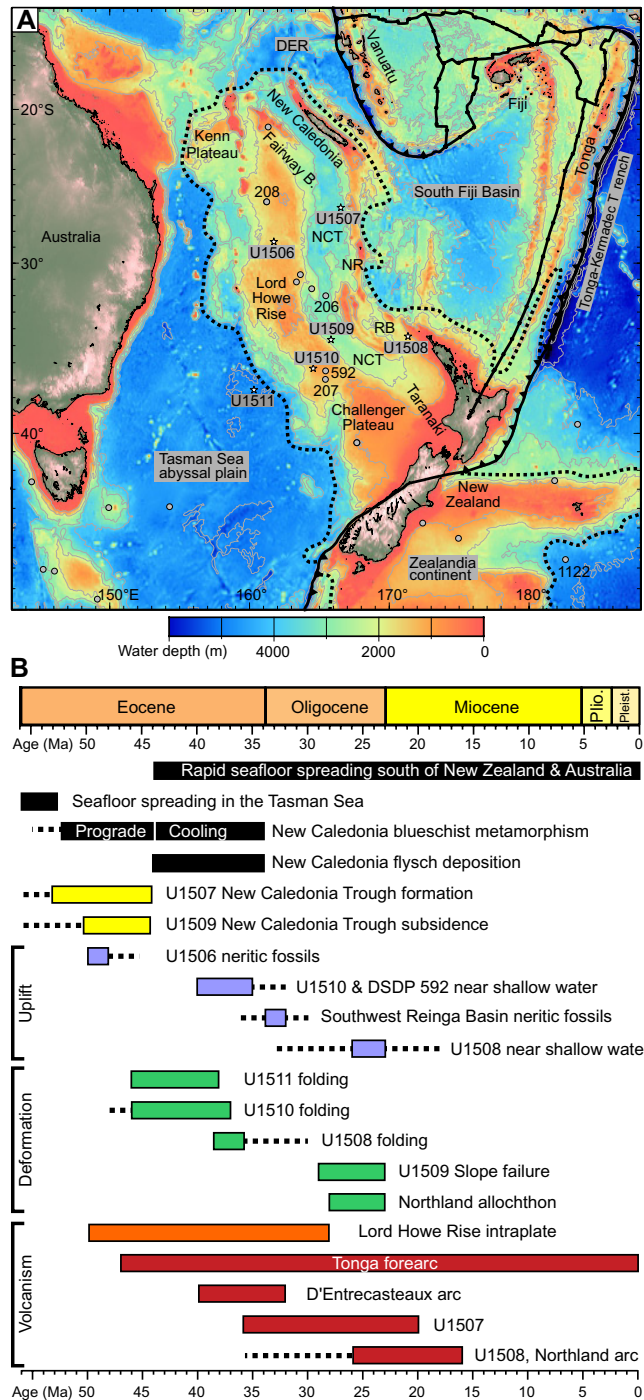 A
DER
Vanuatu
20°S
Fiji
Kenn
Plateau
New Caledonia
Fairway B.
Tonga
208
South Fiji Basin
U1507
Tonga-Kermadec T rench
Australia
NCT
U1506
30°
NR
Lord
Howe
Rise
206
U1509
RB
U1508
U1510
NCT
592
207
U1511
Taranaki
Challenger
Plateau
40°
Tasman Sea
abyssal plain
New
Zealand
Zealandia
continent
1122
150°E
160°
170°
180°
Water depth (m)
4000
2000
0
B
Eocene
Oligocene
Miocene
Plio.
Pleist.
Age (Ma) 50 45 40 35 30 25 20 15 10 5 0
Rapid seafloor spreading south of New Zealand & Australia
Seafloor spreading in the Tasman Sea
Prograde Cooling New Caledonia blueschist metamorphism
New Caledonia flysch deposition
U1507 New Caledonia Trough formation
U1509 New Caledonia Trough subsidence
Uplift
U1506 neritic fossils
U1510 & DSDP 592 near shallow water
Southwest Reinga Basin neritic fossils
U1508 near shallow wate
Deformation
U1511 folding
U1510 folding
U1508 folding
U1509 Slope failure
Northland allochthon
Volcanism
Lord Howe Rise intraplate
Tonga forearc
D'Entrecasteaux arc
U1507
U1508, Northland arc
Age (Ma) 50 45 40 35 30 25 20 15 10 5 0